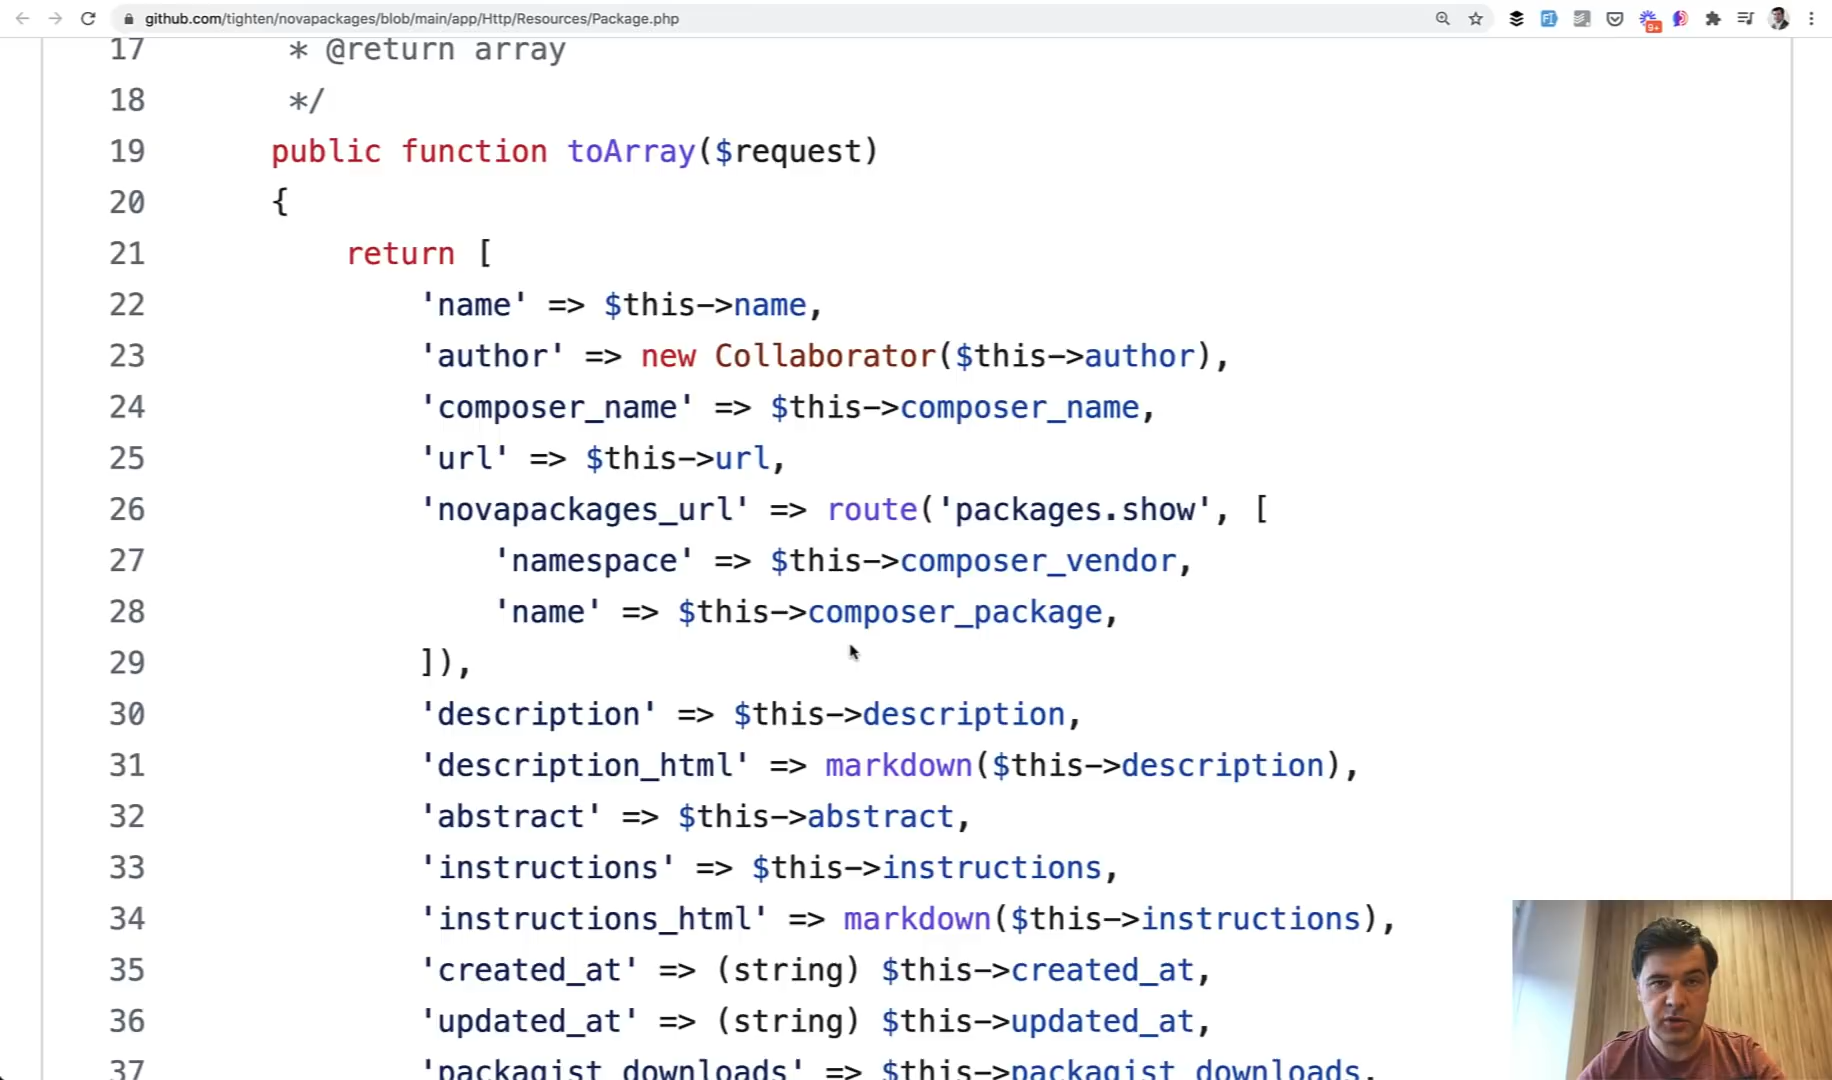 github.com/tighten/novapackages/blob/main/app/Http/Resources/Package.php
17 * @return array
18 */
19 public function toArray($request)
20 {
21 return [
22 'name' => $this->name,
23 'author' => new Collaborator($this->author),
24 'composer_name' => $this->composer_name,
25 'url' => $this->url,
26 'novapackages_url' => route('packages.show', [
27 'namespace' => $this->composer_vendor,
28 'name' => $this->composer_package,
29 ]),
30 'description' => $this->description,
31 'description_html' => markdown($this->description),
32 'abstract' => $this->abstract,
33 'instructions' => $this->instructions,
34 'instructions_html' => markdown($this->instructions),
35 'created_at' => (string) $this->created_at,
36 'updated_at' => (string) $this->updated_at,
37 'packagist_downloads' => $this->packagist_downloads,